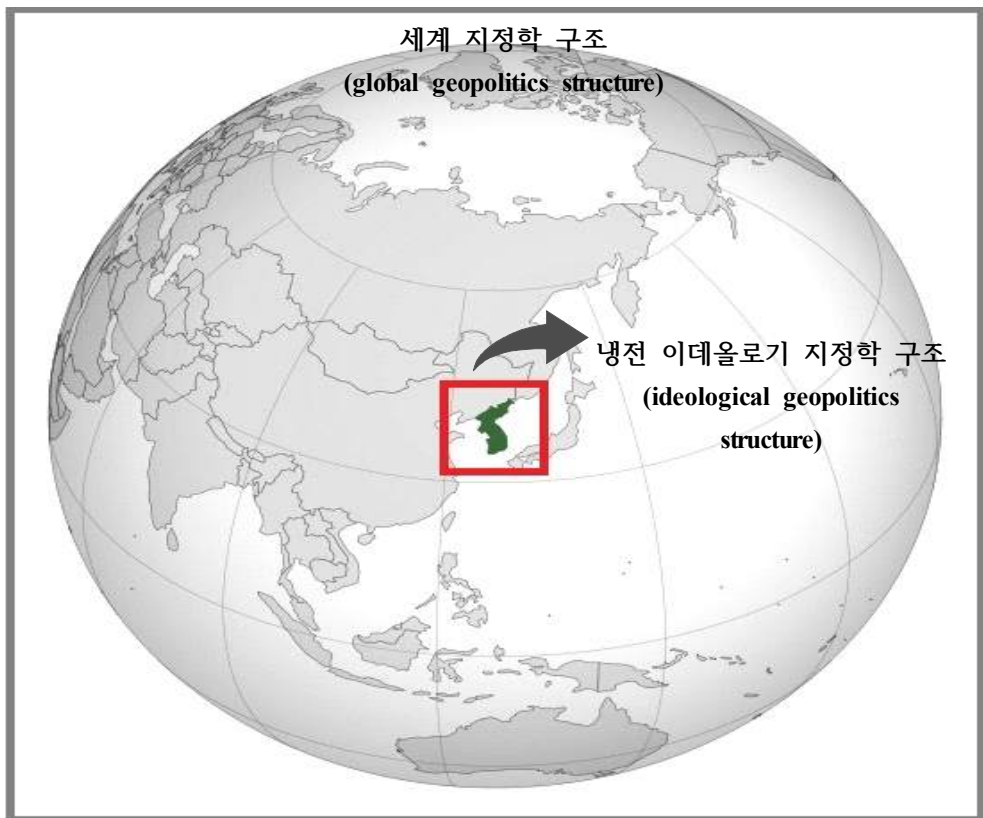 세계 지정학 구조
(global geopolitics structure)
냉전 이데올로기 지정학 구조
(ideological geopolitics
structure)